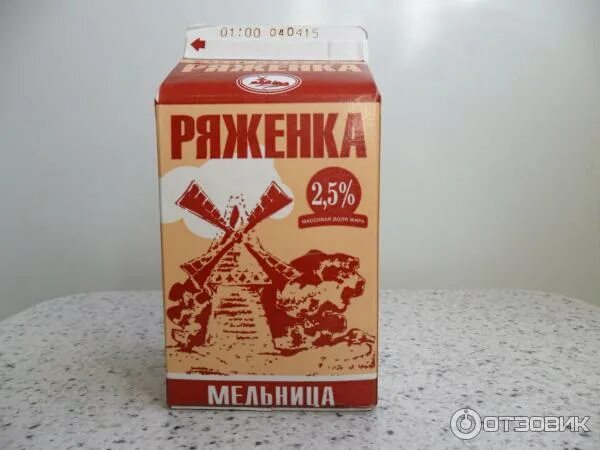 01:00 040415
РЯЖЕНКА
РЯЖЕНКА
2,5%
МАССОВАЯ ДОЛЯ ЖИРА
МЕЛЬНИЦА
ОТЗОВИК